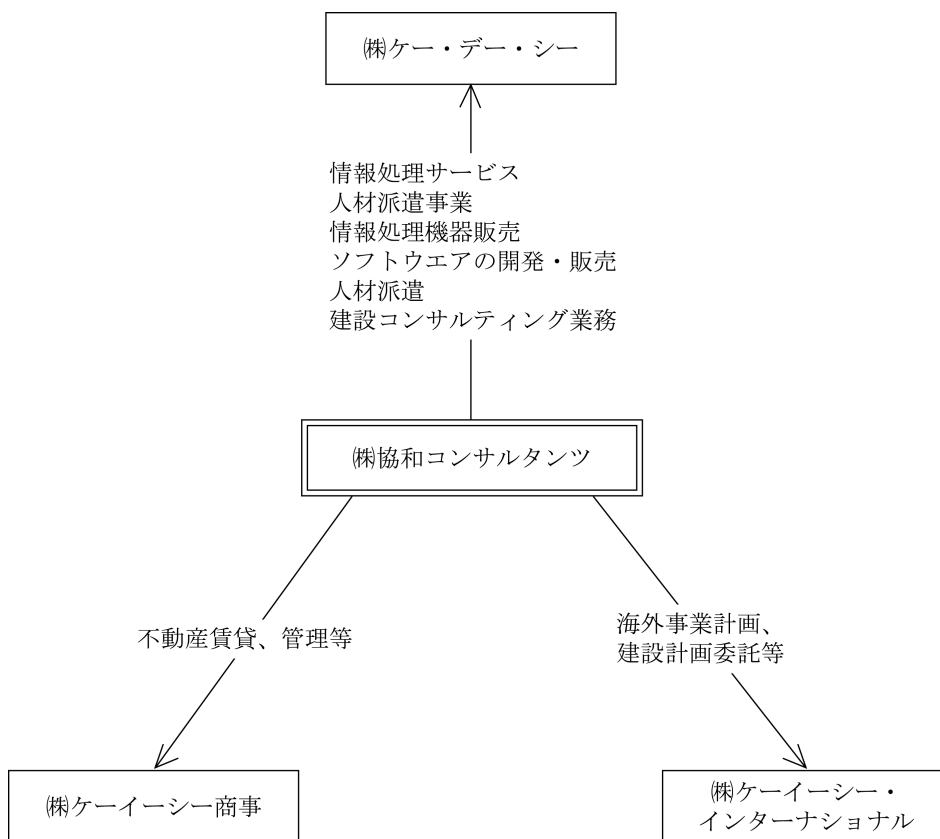 ㈱ケー・デー・シー
情報処理サービス
人材派遣事業
情報処理機器販売
ソフトウエアの開発・販売
人材派遣
建設コンサルティング業務
㈱協和コンサルタンツ
不動産賃貸、管理等
海外事業計画、
建設計画委託等
㈱ケーイーシー商事
㈱ケーイーシー・
インターナショナル